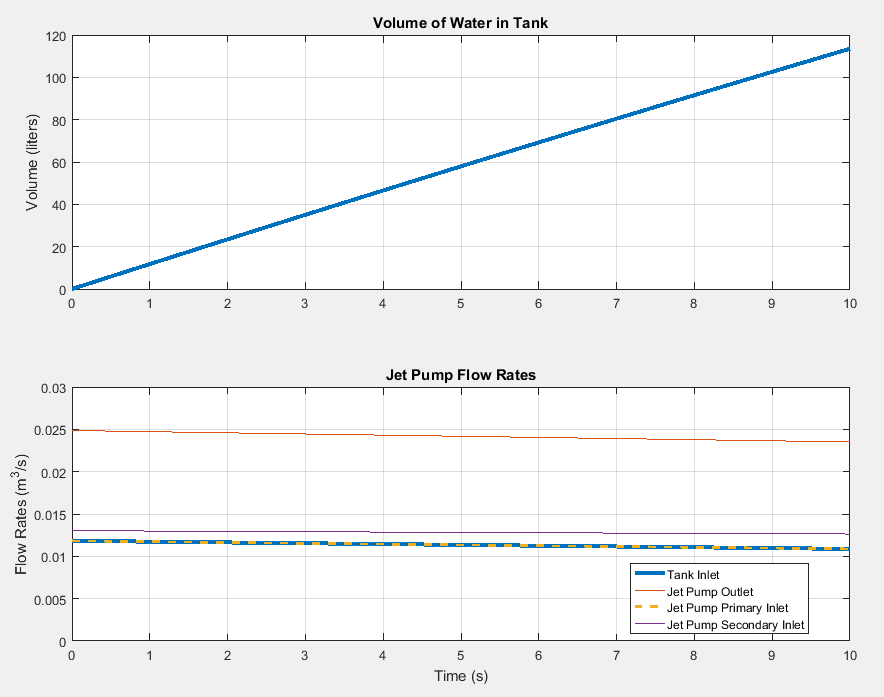 Volume of Water in Tank
120
100
80
60
40
20
0
Volume (liters)
0 1 2 3 4 5 6 7 8 9 10
Jet Pump Flow Rates
0.03
0.025
0.02
0.015
0.01
0.005
0
Flow Rates (m³/s)
Tank Inlet
Jet Pump Outlet
Jet Pump Primary Inlet
Jet Pump Secondary Inlet
0 1 2 3 4 5 6 7 8 9 10
Time (s)